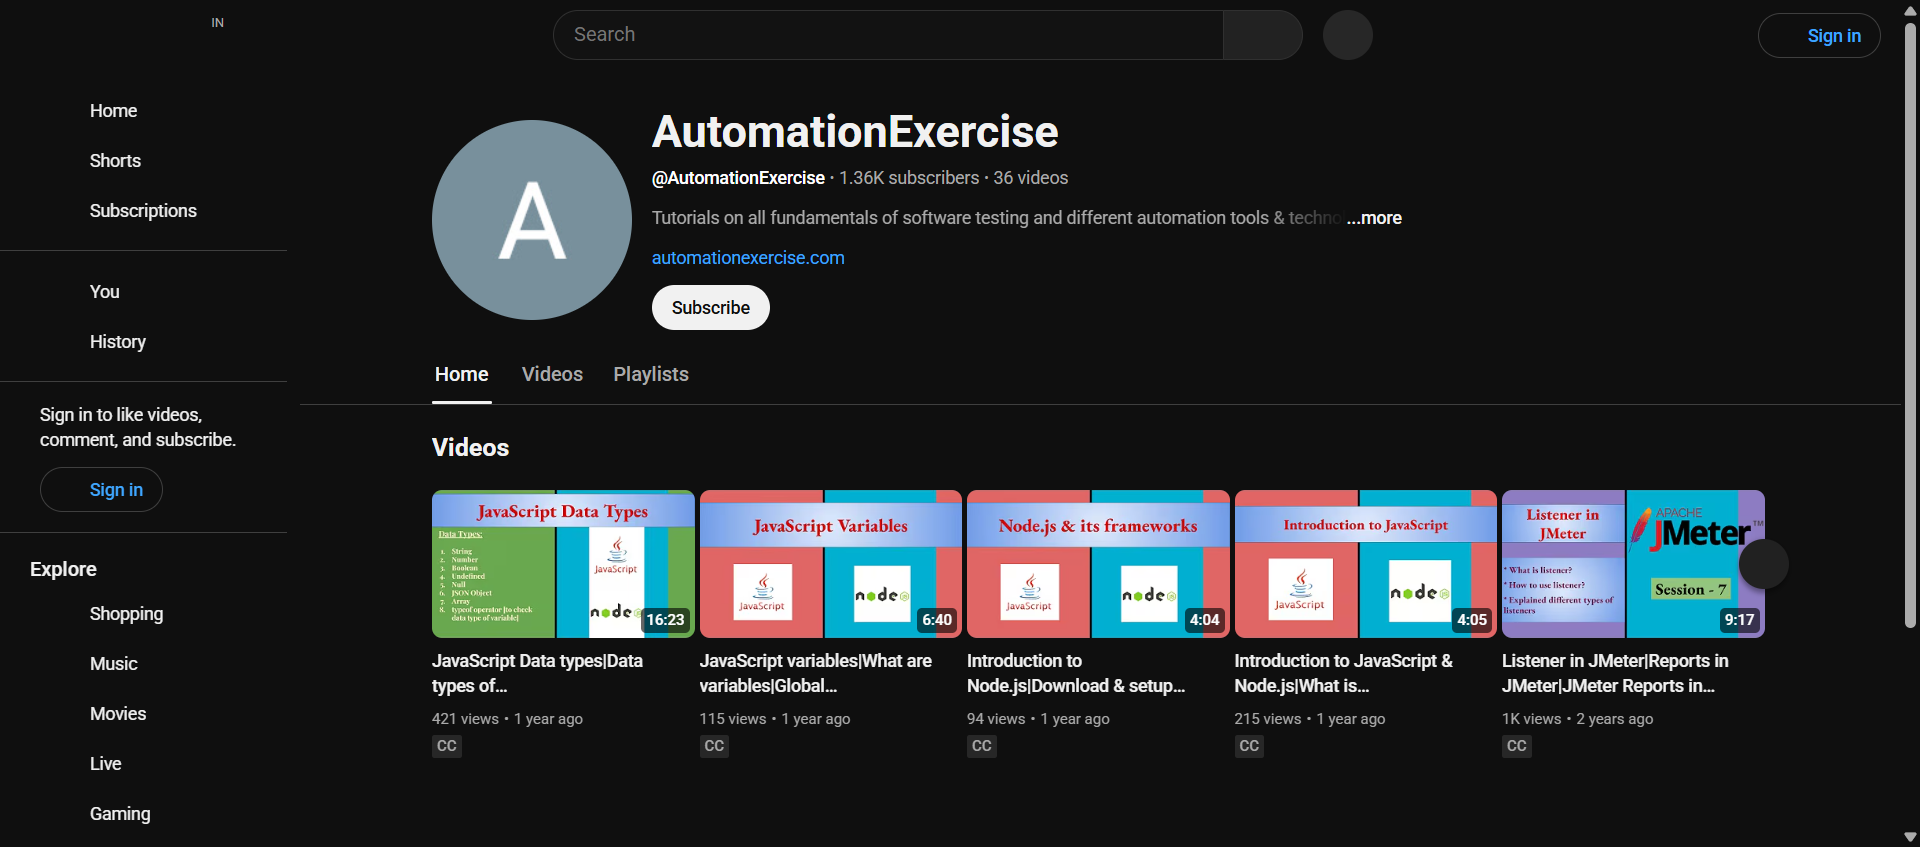 IN
Search
Sign in
Home
Shorts
Subscriptions
You
History
Sign in to like videos,
comment, and subscribe.
Sign in
Explore
Shopping
Music
Movies
Live
Gaming
A
AutomationExercise
@AutomationExercise · 1.36K subscribers · 36 videos
Tutorials on all fundamentals of software testing and different automation tools & techno ...more
automationexercise.com
Subscribe
Home Videos Playlists
Videos
JavaScript Data Types
Data Types:
1. String
2. Number
3. Boolean
4. Undefined
5. Null
6. JSON Object
7. Array
8. typeof operator [to check
data type of variable]
JavaScript
node JS
16:23
JavaScript Data types|Data
types of...
421 views • 1 year ago
CC
JavaScript Variables
JavaScript
node JS
6:40
JavaScript variables|What are
variables|Global...
115 views • 1 year ago
CC
Node.js & its frameworks
JavaScript
node JS
4:04
Introduction to
Node.js|Download & setup...
94 views • 1 year ago
CC
Introduction to JavaScript
JavaScript
node JS
4:05
Introduction to JavaScript &
Node.js|What is...
215 views • 1 year ago
CC
Listener in
JMeter
* What is listener?
* How to use listener?
* Explained different types of
listeners
APACHE
JMeter™
Session - 7
9:17
Listener in JMeter|Reports in
JMeter|JMeter Reports in...
1K views • 2 years ago
CC